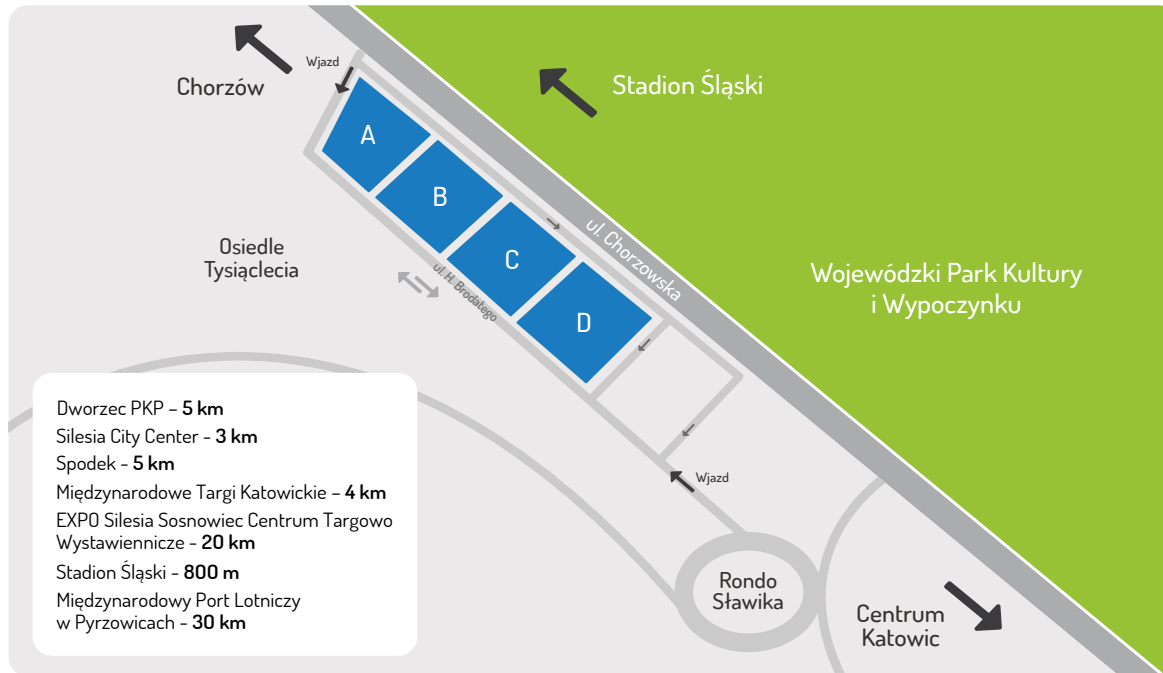 Wjazd
Chorzów
Stadion Śląski
A
B
C
D
ul. Chorzowska
ul. H. Brodatego
Osiedle
Tysiąclecia
Wojewódzki Park Kultury
i Wypoczynku
Dworzec PKP – 5 km
Silesia City Center - 3 km
Spodek - 5 km
Międzynarodowe Targi Katowickie – 4 km
EXPO Silesia Sosnowiec Centrum Targowo
Wystawiennicze - 20 km
Stadion Śląski - 800 m
Międzynarodowy Port Lotniczy
w Pyrzowicach - 30 km
Wjazd
Rondo
Sławika
Centrum
Katowic